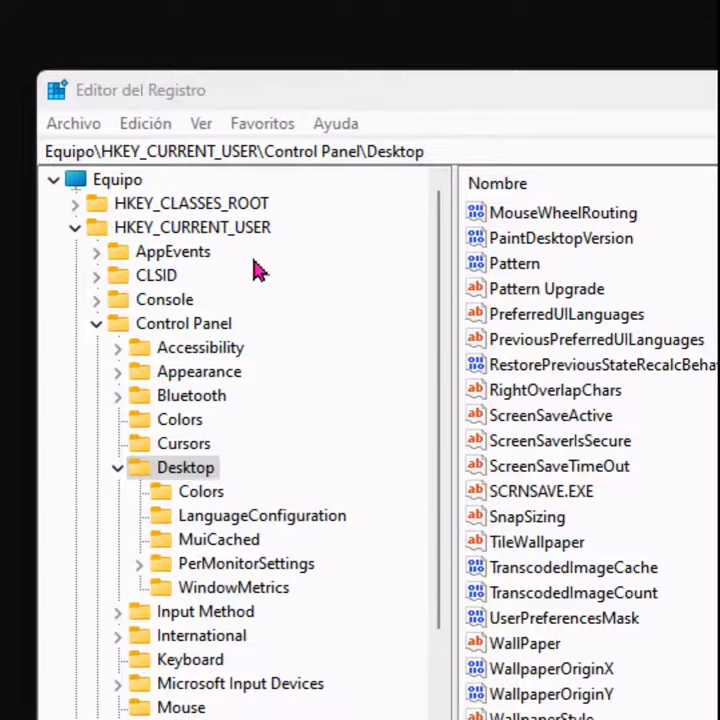 Editor del Registro
Archivo Edición Ver Favoritos Ayuda
Equipo\HKEY_CURRENT_USER\Control Panel\Desktop
Equipo
HKEY_CLASSES_ROOT
HKEY_CURRENT_USER
AppEvents
CLSID
Console
Control Panel
Accessibility
Appearance
Bluetooth
Colors
Cursors
Desktop
Colors
LanguageConfiguration
MuiCached
PerMonitorSettings
WindowMetrics
Input Method
International
Keyboard
Microsoft Input Devices
Mouse
Nombre
MouseWheelRouting
PaintDesktopVersion
Pattern
Pattern Upgrade
PreferredUILanguages
PreviousPreferredUILanguages
RestorePreviousStateRecalcBeha
RightOverlapChars
ScreenSaveActive
ScreenSaverIsSecure
ScreenSaveTimeOut
SCRNSAVE.EXE
SnapSizing
TileWallpaper
TranscodedImageCache
TranscodedImageCount
UserPreferencesMask
WallPaper
WallpaperOriginX
WallpaperOriginY
WallpaperStyle